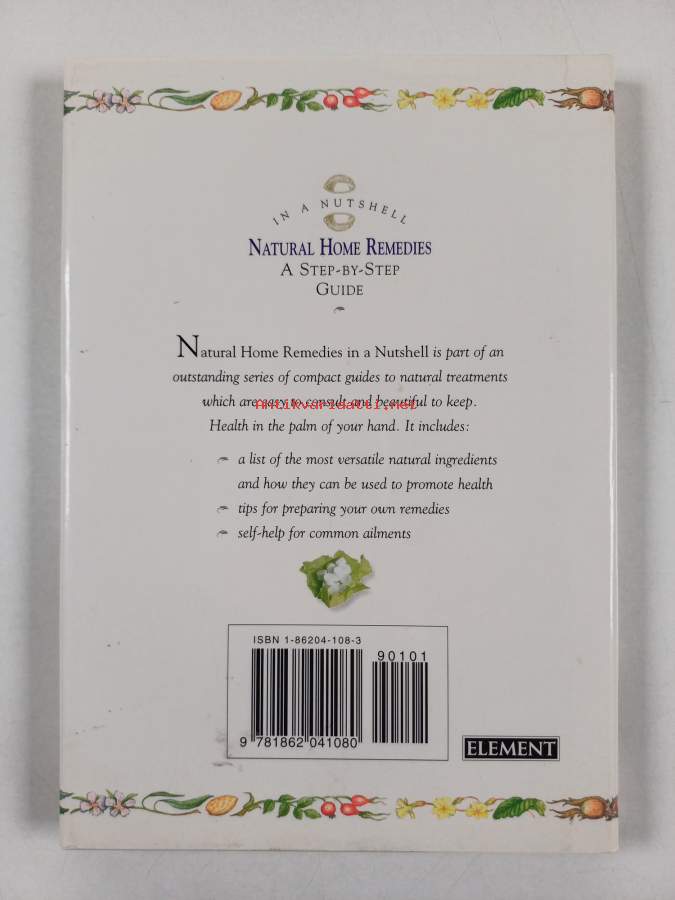 IN A NUTSHELL
NATURAL HOME REMEDIES
A STEP-BY-STEP
GUIDE
Natural Home Remedies in a Nutshell is part of an
outstanding series of compact guides to natural treatments
which are easy to consult and beautiful to keep.
Antikvariaatti.net
Health in the palm of your hand. It includes:
a list of the most versatile natural ingredients
and how they can be used to promote health
tips for preparing your own remedies
self-help for common ailments
ISBN 1-86204-108-3
90101
9 781862 041080
ELEMENT